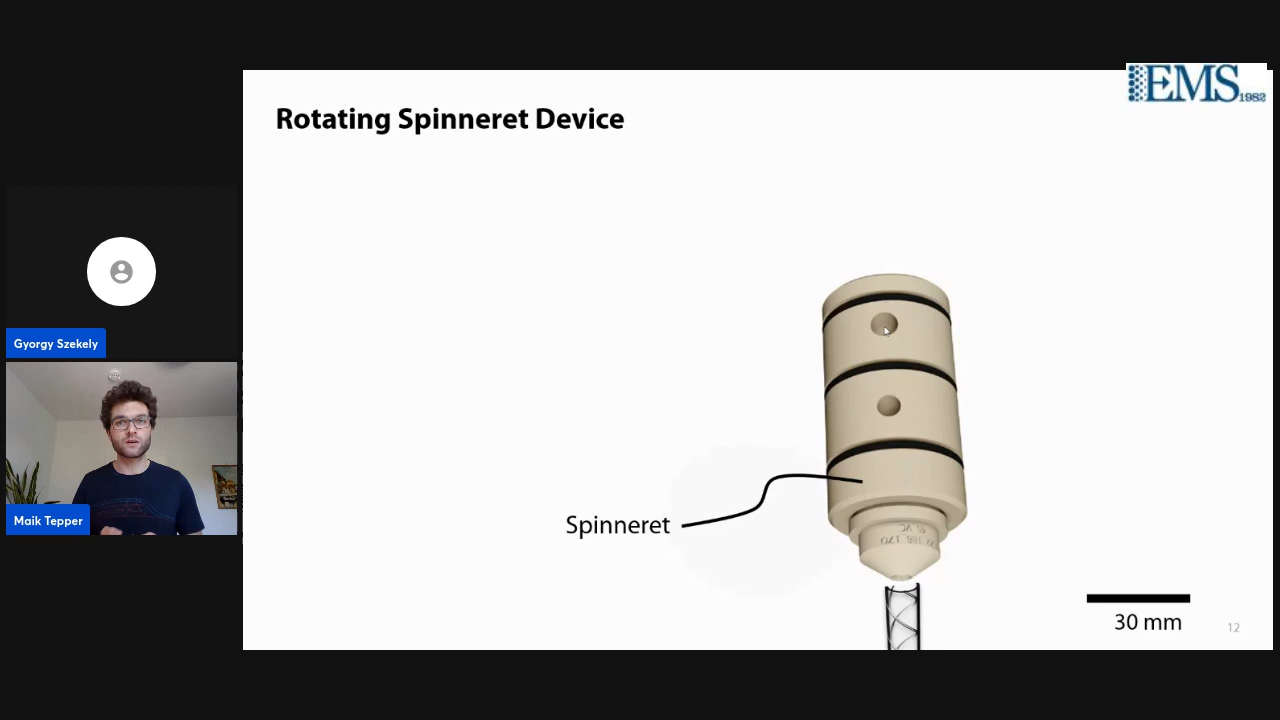 EMS 1982
Rotating Spinneret Device
Gyorgy Szekely
Maik Tepper
Spinneret
30 mm
12